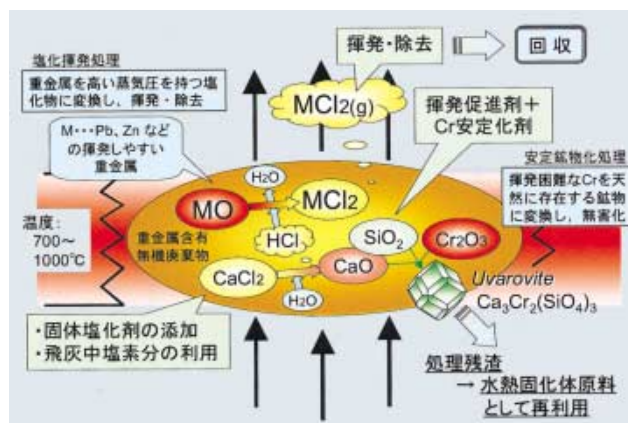 塩化揮発処理
重金属を高い蒸気圧を持つ塩
化物に変換し，揮発・除去
揮発・除去
回 収
MCl2(g)
M･･･Pb、Znなど
の揮発しやすい
重金属
揮発促進剤＋
Cr安定化剤
安定鉱物化処理
揮発困難なCrを天
然に存在する鉱物
に変換し，無害化
温度：
700～
1000℃
H2O
MO
MCl2
重金属含有
無機廃棄物
HCl
SiO2
Cr2O3
CaCl2
CaO
H2O
Uvarovite
Ca3Cr2(SiO4)3
・固体塩化剤の添加
・飛灰中塩素分の利用
処理残渣
→ 水熱固化体原料
として再利用